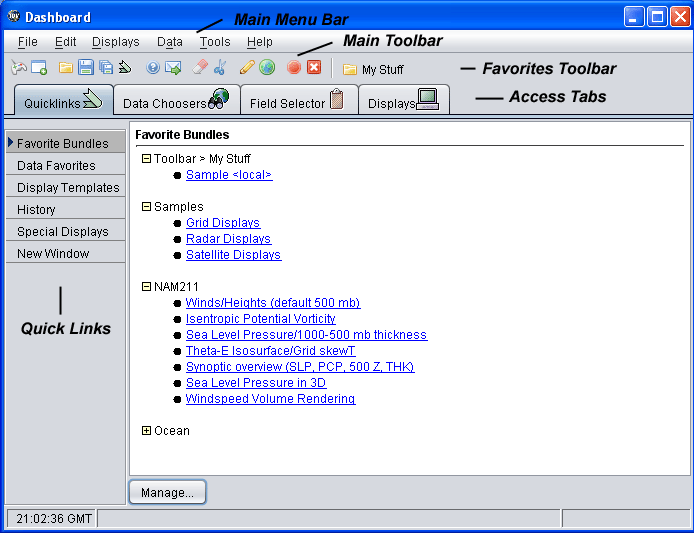 Dashboard
Main Menu Bar
File Edit Displays Data Tools Help
Main Toolbar
My Stuff
Favorites Toolbar
Quicklinks Data Choosers Field Selector Displays
Access Tabs
Favorite Bundles
Data Favorites
Display Templates
History
Special Displays
New Window
Quick Links
Favorite Bundles
Toolbar > My Stuff
Sample <local>
Samples
Grid Displays
Radar Displays
Satellite Displays
NAM211
Winds/Heights (default 500 mb)
Isentropic Potential Vorticity
Sea Level Pressure/1000-500 mb thickness
Theta-E Isosurface/Grid skewT
Synoptic overview (SLP, PCP, 500 Z, THK)
Sea Level Pressure in 3D
Windspeed Volume Rendering
Ocean
Manage...
21:02:36 GMT